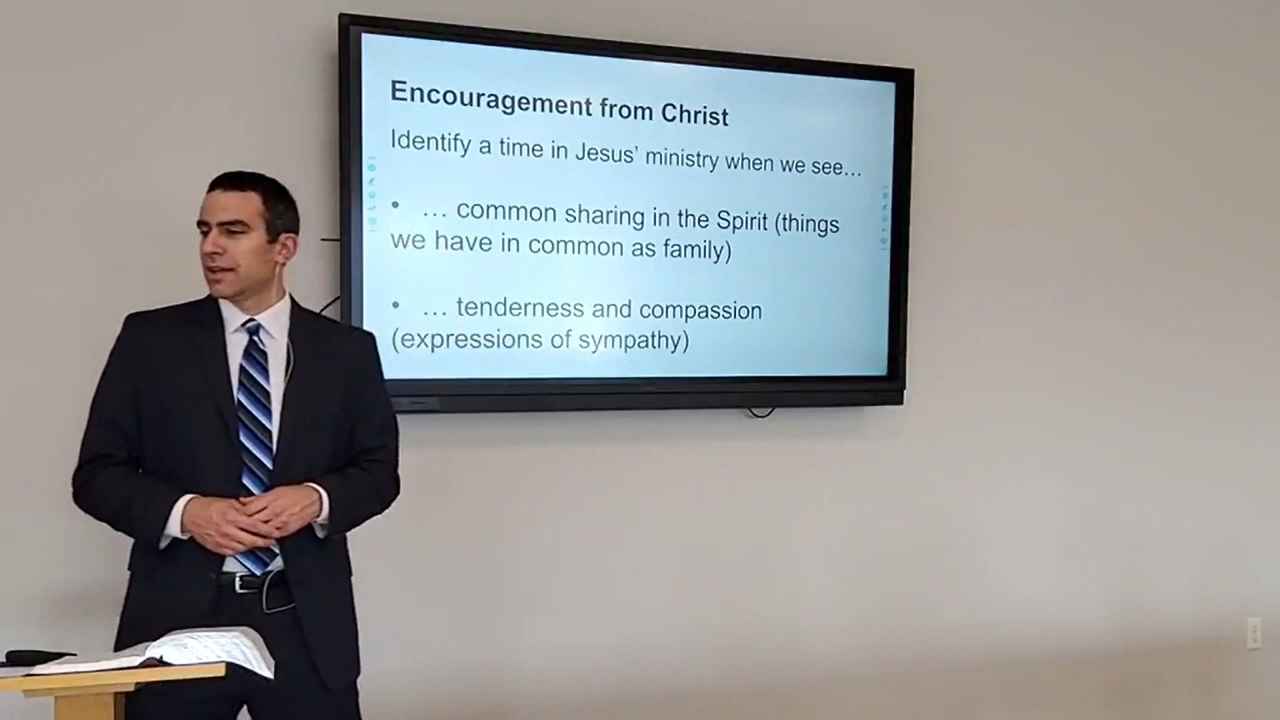 Encouragement from Christ
Identify a time in Jesus’ ministry when we see…
• … common sharing in the Spirit (things
we have in common as family)
• … tenderness and compassion
(expressions of sympathy)